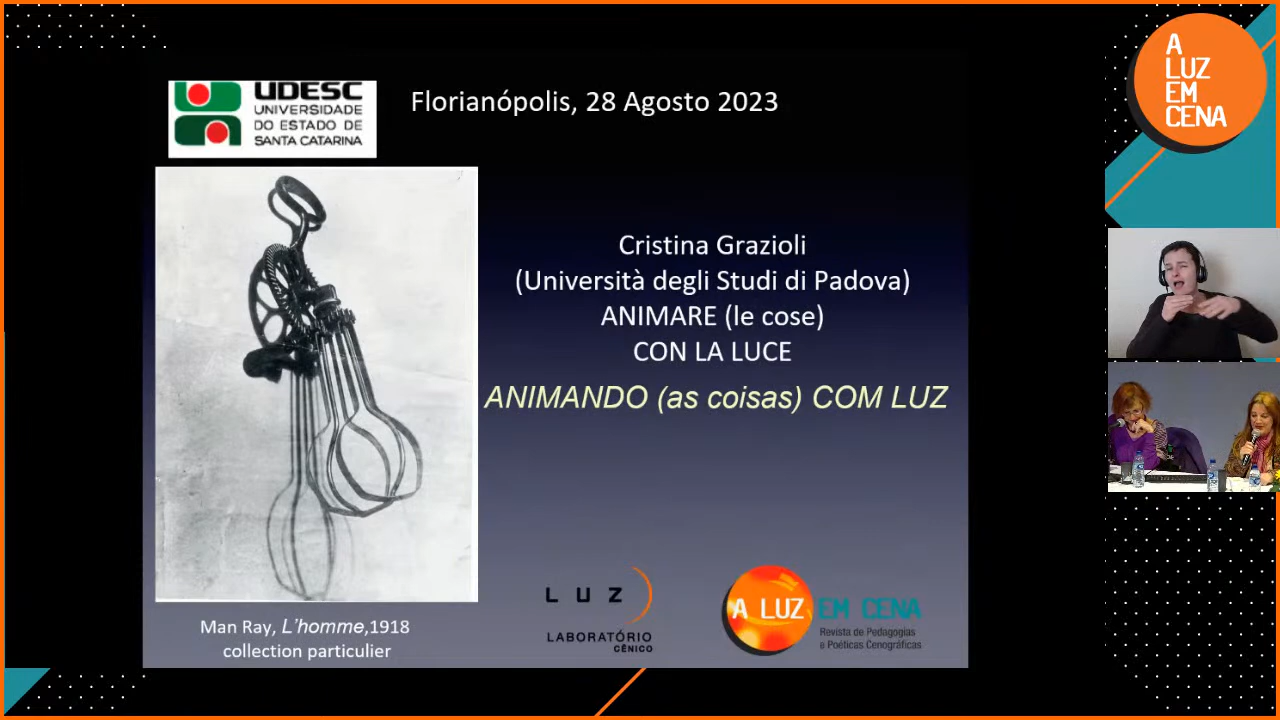 UDESC
UNIVERSIDADE
DO ESTADO DE
SANTA CATARINA
Florianópolis, 28 Agosto 2023
A
LUZ
EM
CENA
Cristina Grazioli
(Università degli Studi di Padova)
ANIMARE (le cose)
CON LA LUCE
ANIMANDO (as coisas) COM LUZ
Man Ray, L'homme,1918
collection particulier
LUZ
LABORATÓRIO
CÊNICO
A LUZ EM CENA
Revista de Pedagogias
e Poéticas Cenográficas